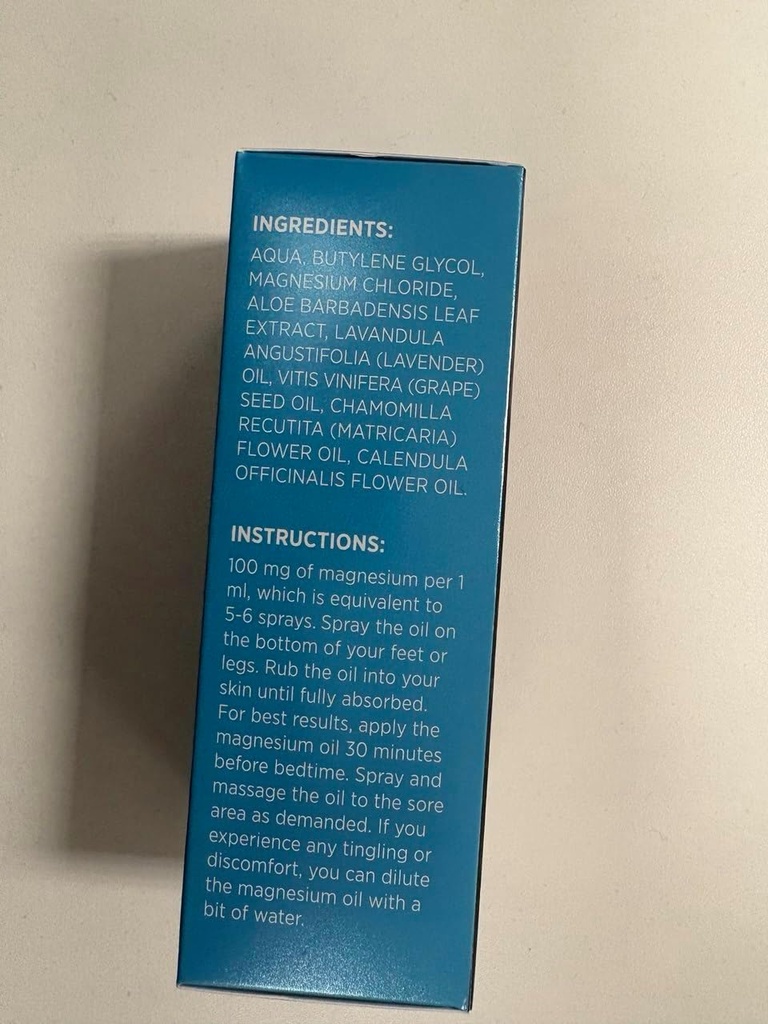 INGREDIENTS:
AQUA, BUTYLENE GLYCOL,
MAGNESIUM CHLORIDE,
ALOE BARBADENSIS LEAF
EXTRACT, LAVANDULA
ANGUSTIFOLIA (LAVENDER)
OIL, VITIS VINIFERA (GRAPE)
SEED OIL, CHAMOMILLA
RECUTITA (MATRICARIA)
FLOWER OIL, CALENDULA
OFFICINALIS FLOWER OIL.
INSTRUCTIONS:
100 mg of magnesium per 1
ml, which is equivalent to
5-6 sprays. Spray the oil on
the bottom of your feet or
legs. Rub the oil into your
skin until fully absorbed.
For best results, apply the
magnesium oil 30 minutes
before bedtime. Spray and
massage the oil to the sore
area as demanded. If you
experience any tingling or
discomfort, you can dilute
the magnesium oil with a
bit of water.